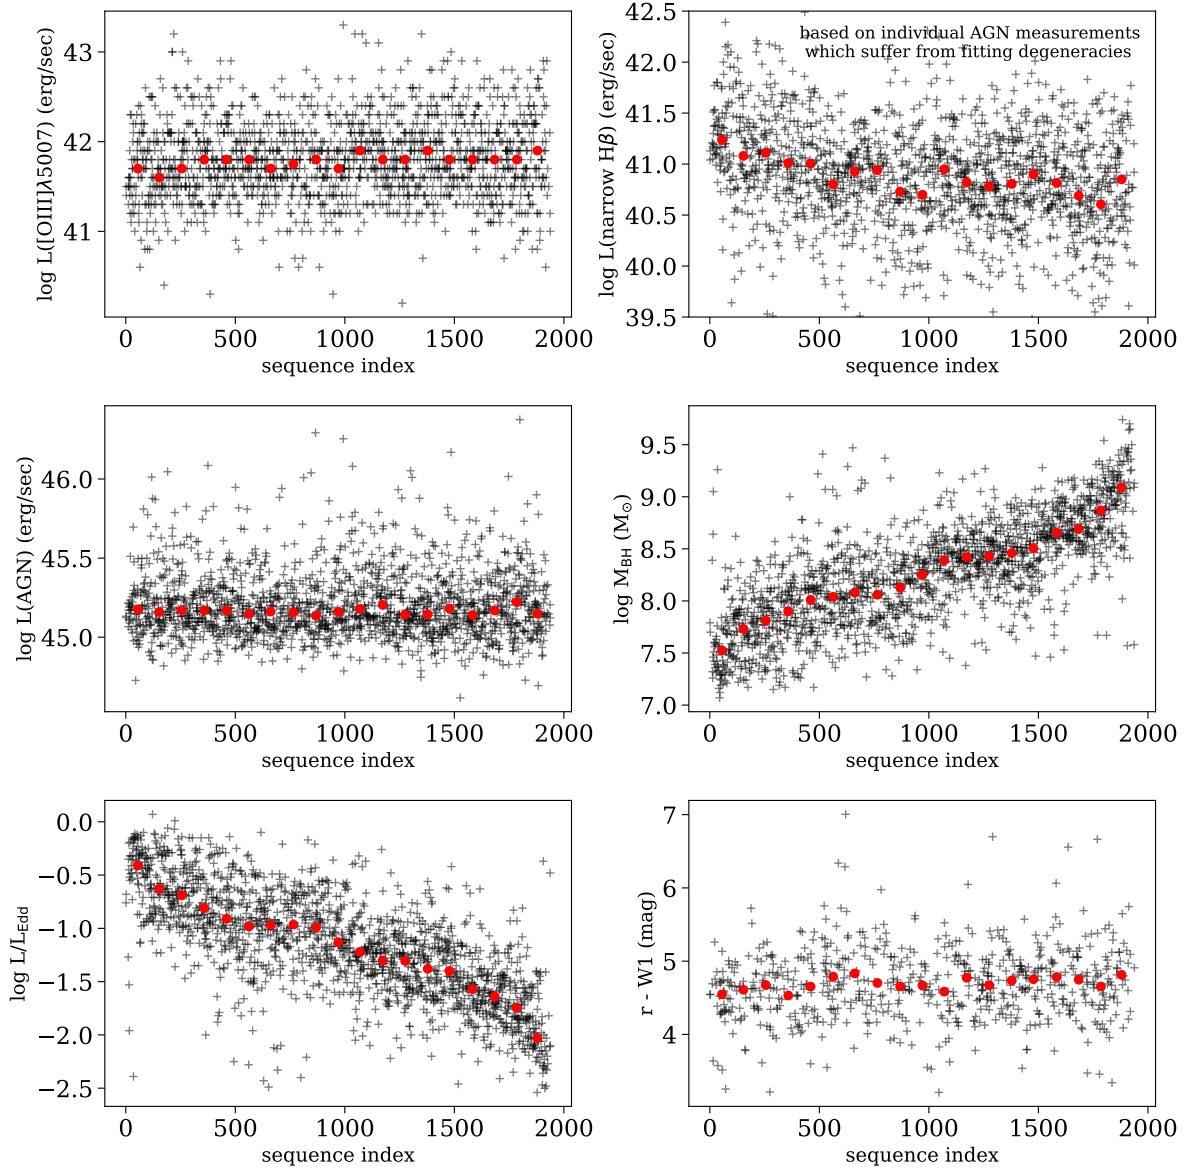 43
42
41
log L([OIII]λ5007) (erg/sec)
0 500 1000 1500 2000
sequence index
42.5
42.0
41.5
41.0
40.5
40.0
39.5
log L(narrow Hβ) (erg/sec)
based on individual AGN measurements
which suffer from fitting degeneracies
0 500 1000 1500 2000
sequence index
46.0
45.5
45.0
log L(AGN) (erg/sec)
0 500 1000 1500 2000
sequence index
9.5
9.0
8.5
8.0
7.5
7.0
log M_BH (M_⊙)
0 500 1000 1500 2000
sequence index
0.0
−0.5
−1.0
−1.5
−2.0
−2.5
log L/L_Edd
0 500 1000 1500 2000
sequence index
7
6
5
4
r - W1 (mag)
0 500 1000 1500 2000
sequence index